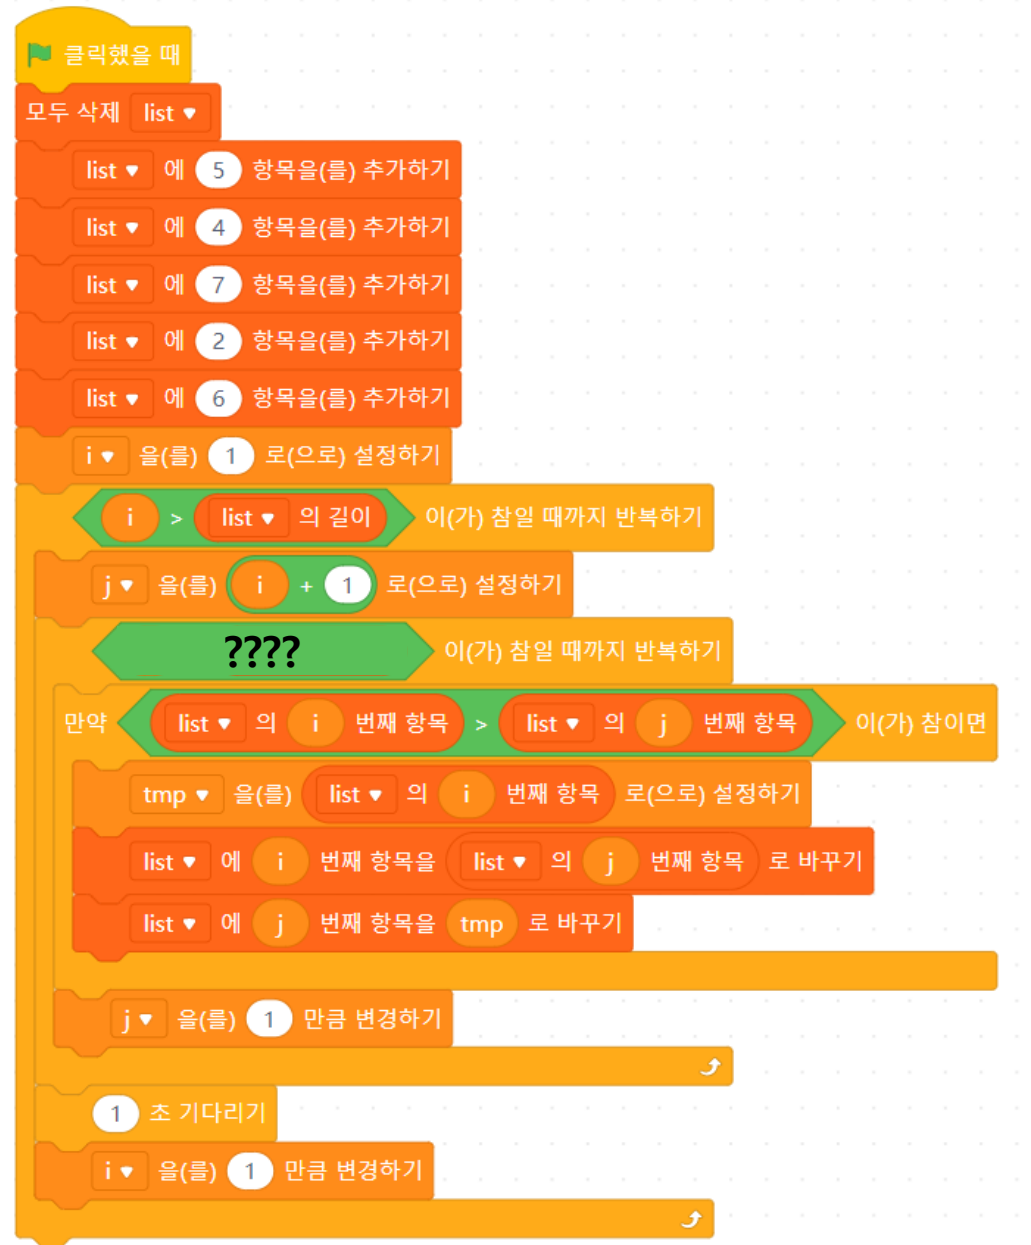 클릭했을 때
모두 삭제 list
list 에 5 항목을(를) 추가하기
list 에 4 항목을(를) 추가하기
list 에 7 항목을(를) 추가하기
list 에 2 항목을(를) 추가하기
list 에 6 항목을(를) 추가하기
i 을(를) 1 로(으로) 설정하기
i > list 의 길이 이(가) 참일 때까지 반복하기
j 을(를) i + 1 로(으로) 설정하기
???? 이(가) 참일 때까지 반복하기
만약 list 의 i 번째 항목 > list 의 j 번째 항목 이(가) 참이면
tmp 을(를) list 의 i 번째 항목 로(으로) 설정하기
list 에 i 번째 항목을 list 의 j 번째 항목 로 바꾸기
list 에 j 번째 항목을 tmp 로 바꾸기
j 을(를) 1 만큼 변경하기
1 초 기다리기
i 을(를) 1 만큼 변경하기